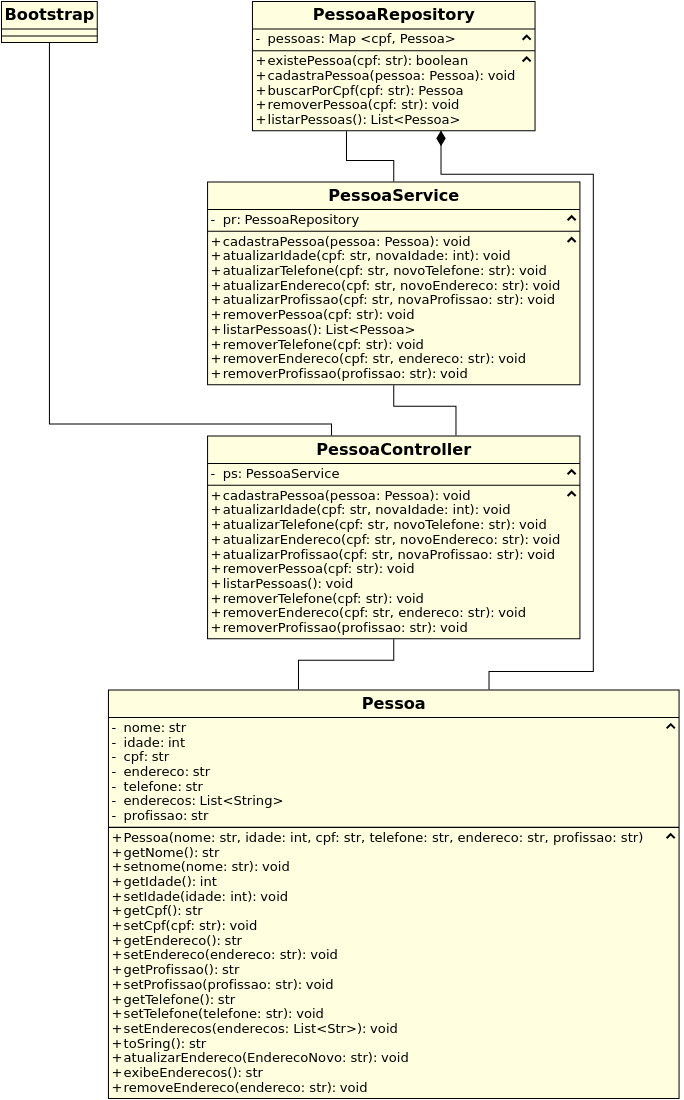 Bootstrap
PessoaRepository
- pessoas: Map <cpf, Pessoa>
+ existePessoa(cpf: str): boolean
+ cadastraPessoa(pessoa: Pessoa): void
+ buscarPorCpf(cpf: str): Pessoa
+ removerPessoa(cpf: str): void
+ listarPessoas(): List<Pessoa>
PessoaService
- pr: PessoaRepository
+ cadastraPessoa(pessoa: Pessoa): void
+ atualizarIdade(cpf: str, novaIdade: int): void
+ atualizarTelefone(cpf: str, novoTelefone: str): void
+ atualizarEndereco(cpf: str, novoEndereco: str): void
+ atualizarProfissao(cpf: str, novaProfissao: str): void
+ removerPessoa(cpf: str): void
+ listarPessoas(): List<Pessoa>
+ removerTelefone(cpf: str): void
+ removerEndereco(cpf: str, endereco: str): void
+ removerProfissao(profissao: str): void
PessoaController
- ps: PessoaService
+ cadastraPessoa(pessoa: Pessoa): void
+ atualizarIdade(cpf: str, novaIdade: int): void
+ atualizarTelefone(cpf: str, novoTelefone: str): void
+ atualizarEndereco(cpf: str, novoEndereco: str): void
+ atualizarProfissao(cpf: str, novaProfissao: str): void
+ removerPessoa(cpf: str): void
+ listarPessoas(): void
+ removerTelefone(cpf: str): void
+ removerEndereco(cpf: str, endereco: str): void
+ removerProfissao(profissao: str): void
Pessoa
- nome: str
- idade: int
- cpf: str
- endereco: str
- telefone: str
- enderecos: List<String>
- profissao: str
+ Pessoa(nome: str, idade: int, cpf: str, telefone: str, endereco: str, profissao: str)
+ getNome(): str
+ setnome(nome: str): void
+ getIdade(): int
+ setIdade(idade: int): void
+ getCpf(): str
+ setCpf(cpf: str): void
+ getEndereco(): str
+ setEndereco(endereco: str): void
+ getProfissao(): str
+ setProfissao(profissao: str): void
+ getTelefone(): str
+ setTelefone(telefone: str): void
+ setEnderecos(enderecos: List<Str>): void
+ toSring(): str
+ atualizarEndereco(EnderecoNovo: str): void
+ exibeEnderecos(): str
+ removeEndereco(endereco: str): void